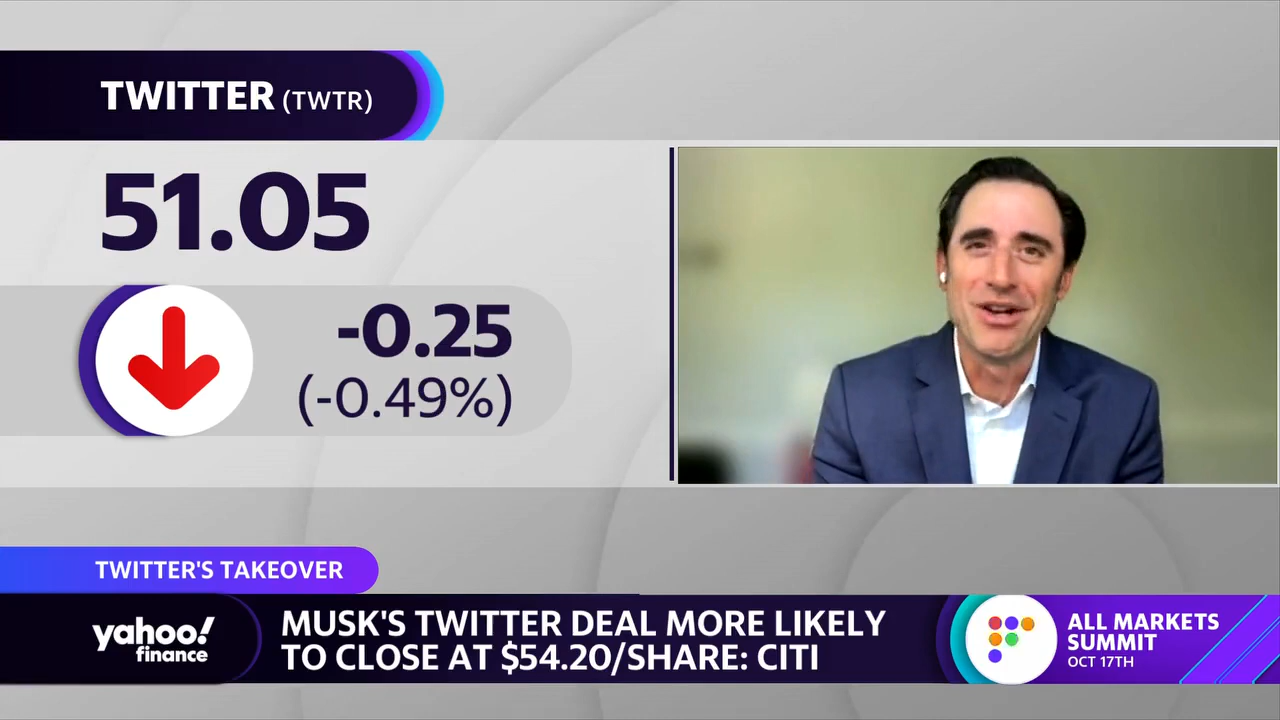 TWITTER (TWTR)
51.05
-0.25
(-0.49%)
TWITTER'S TAKEOVER
yahoo!
finance
MUSK'S TWITTER DEAL MORE LIKELY
TO CLOSE AT $54.20/SHARE: CITI
ALL MARKETS
SUMMIT
OCT 17TH